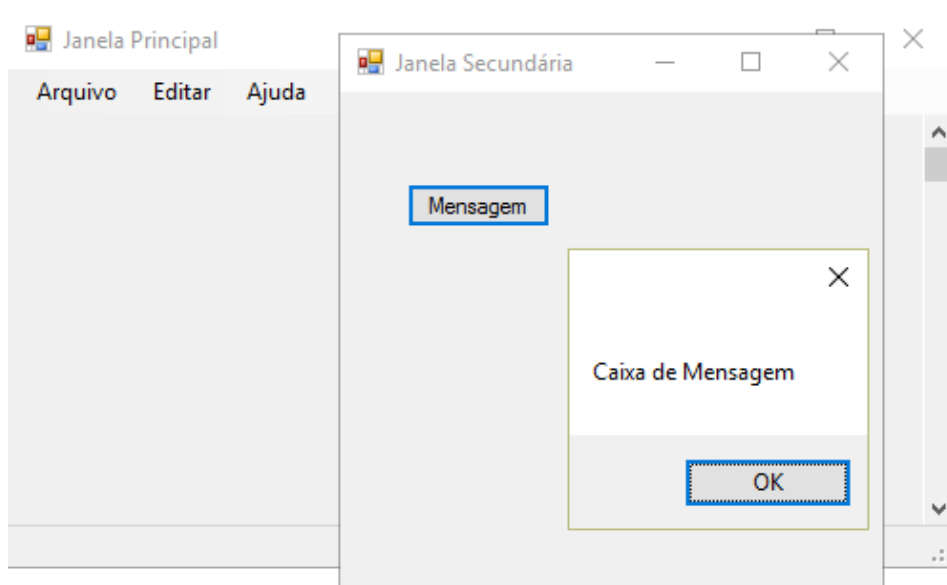 Janela Principal
Arquivo Editar Ajuda
Janela Secundária
Mensagem
Caixa de Mensagem
OK